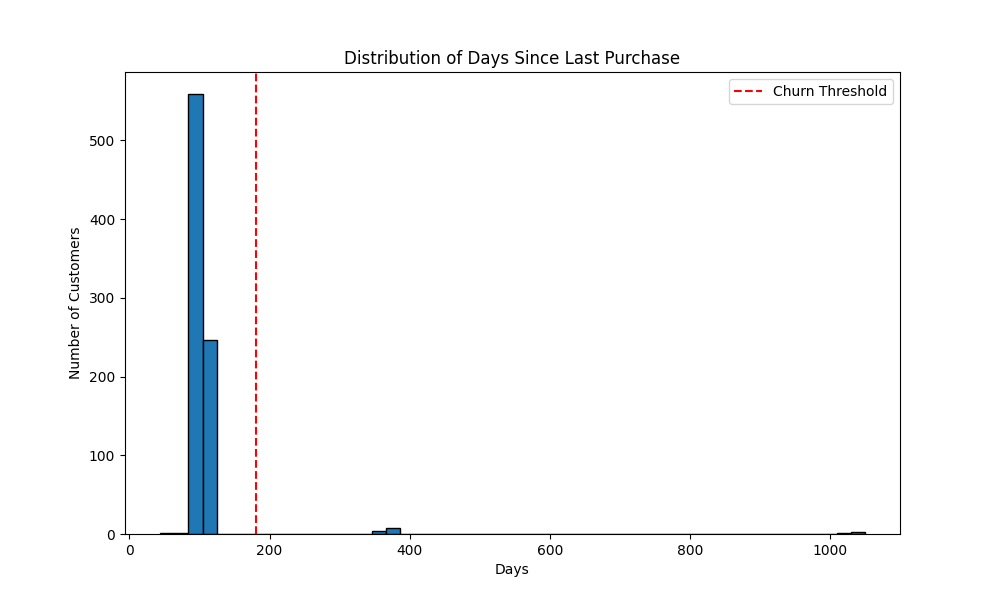 Distribution of Days Since Last Purchase
Churn Threshold
Number of Customers
500
400
300
200
100
0
0 200 400 600 800 1000
Days